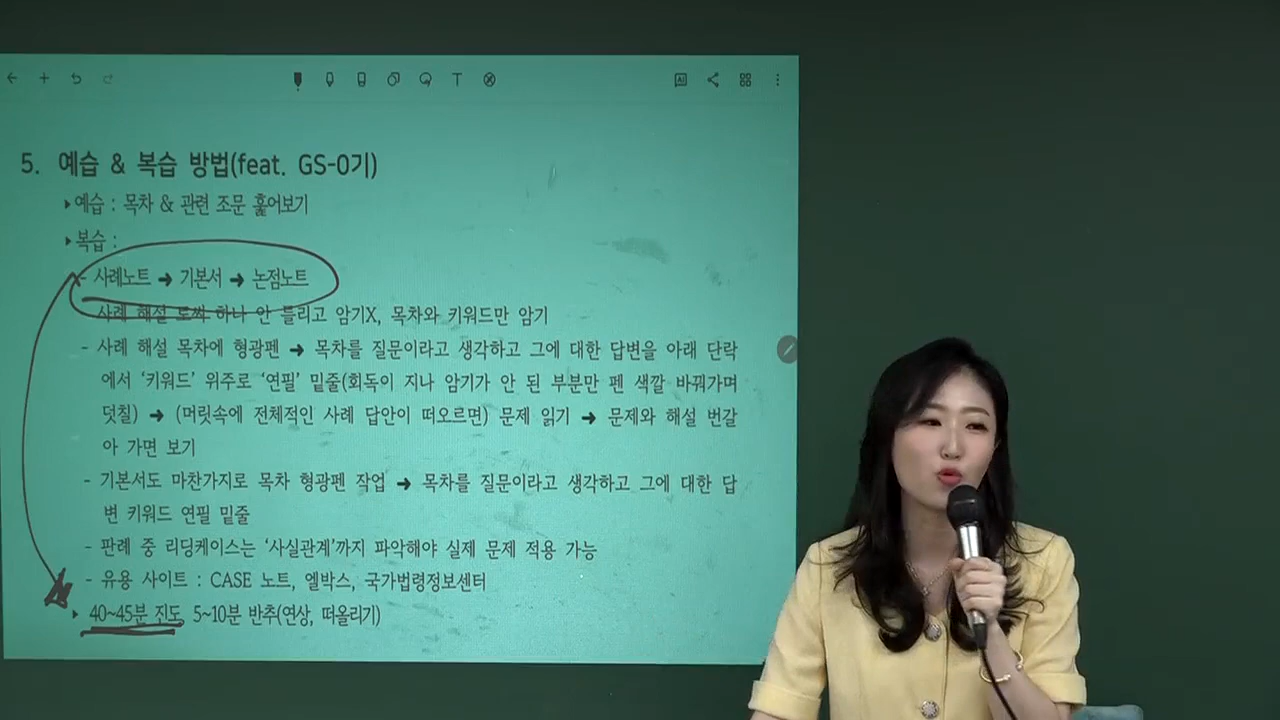 5. 예습 & 복습 방법(feat. GS-0기)
▸예습 : 목차 & 관련 조문 훑어보기
▸복습 :
- 사례노트 ➜ 기본서 ➜ 논점노트
- 사례 해설 토씨 하나 안 틀리고 암기X, 목차와 키워드만 암기
- 사례 해설 목차에 형광펜 ➜ 목차를 질문이라고 생각하고 그에 대한 답변을 아래 단락
에서 ‘키워드’ 위주로 ‘연필’ 밑줄(회독이 지나 암기가 안 된 부분만 펜 색깔 바꿔가며
덧칠) ➜ (머릿속에 전체적인 사례 답안이 떠오르면) 문제 읽기 ➜ 문제와 해설 번갈
아 가면 보기
- 기본서도 마찬가지로 목차 형광펜 작업 ➜ 목차를 질문이라고 생각하고 그에 대한 답
변 키워드 연필 밑줄
- 판례 중 리딩케이스는 ‘사실관계’까지 파악해야 실제 문제 적용 가능
- 유용 사이트 : CASE 노트, 엘박스, 국가법령정보센터
▸ 40~45분 진도, 5~10분 반추(연상, 떠올리기)